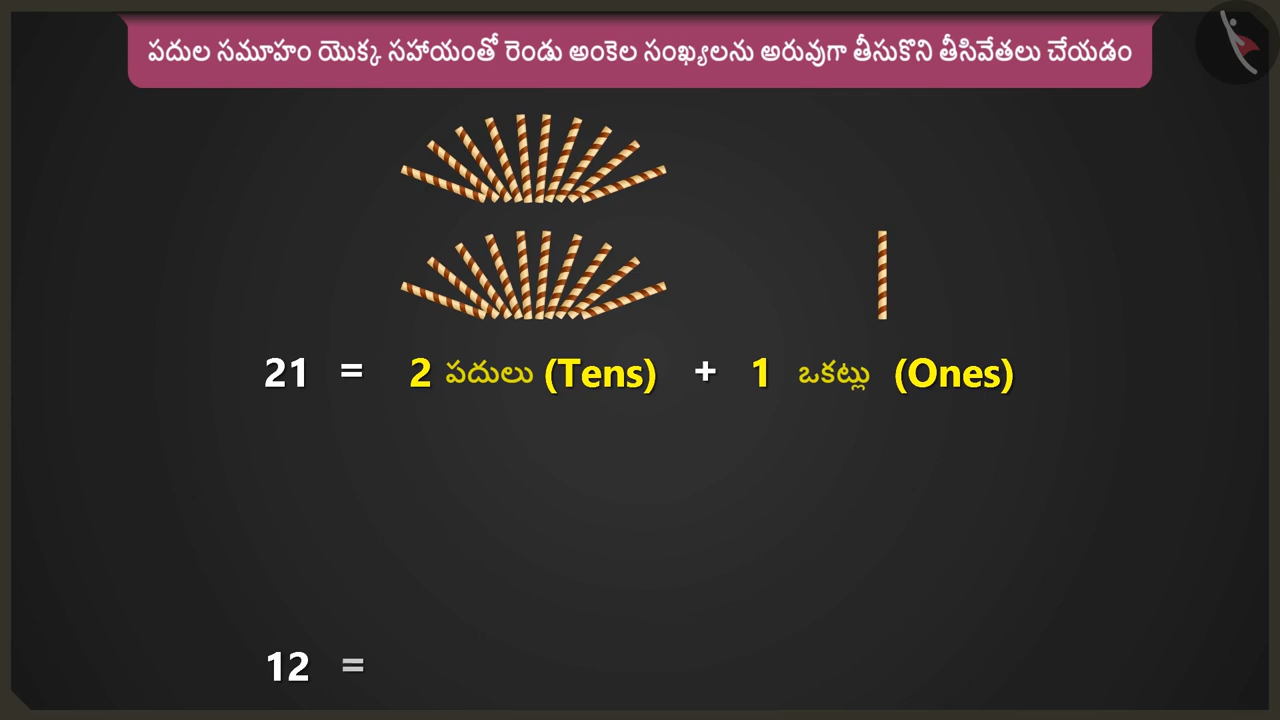 పదుల సమూహం యొక్క సహాయంతో రెండు అంకెల సంఖ్యలను అరువుగా తీసుకొని తీసివేతలు చేయడం
21 = 2 పదులు (Tens) + 1 ఒకట్లు (Ones)
12 =